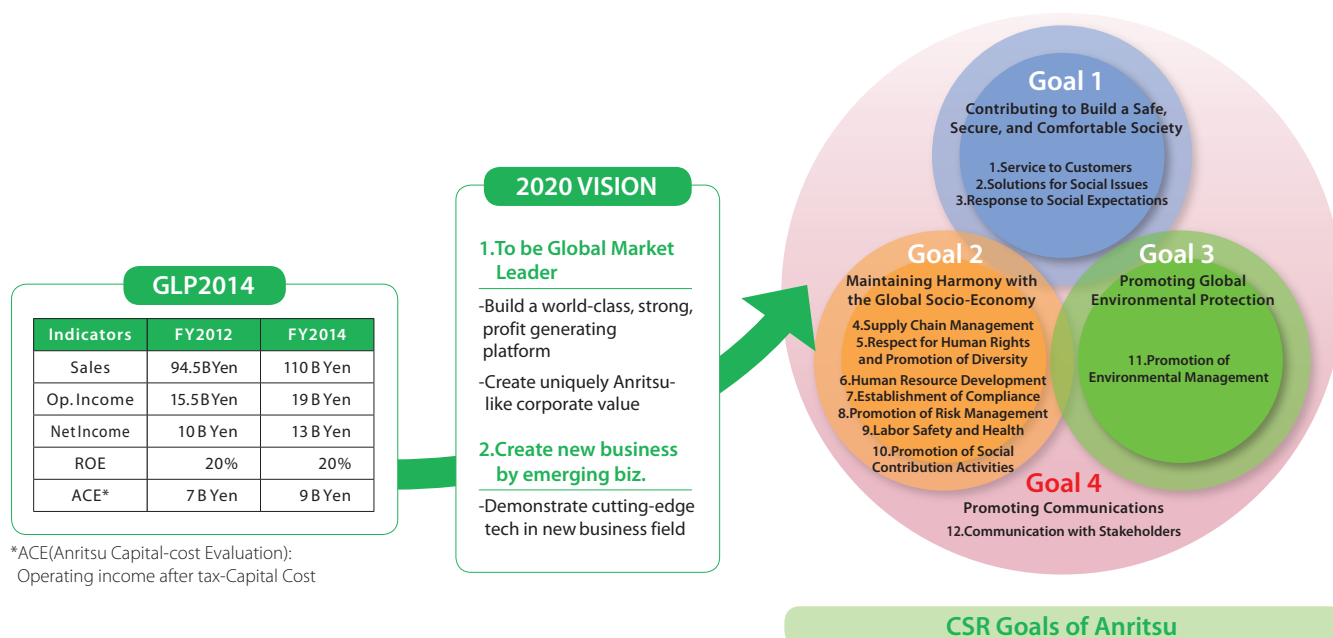 GLP2014
Indicators FY2012 FY2014
Sales 94.5BYen 110 B Yen
Op. Income 15.5BYen 19 B Yen
NetIncome 10 B Yen 13 B Yen
ROE 20% 20%
ACE* 7 B Yen 9 B Yen
*ACE(Anritsu Capital-cost Evaluation):
Operating income after tax-Capital Cost
2020 VISION
1.To be Global Market
Leader
-Build a world-class, strong,
profit generating
platform
-Create uniquely Anritsu-
like corporate value
2.Create new business
by emerging biz.
-Demonstrate cutting-edge
tech in new business field
Goal 1
Contributing to Build a Safe,
Secure, and Comfortable Society
1.Service to Customers
2.Solutions for Social Issues
3.Response to Social Expectations
Goal 2
Maintaining Harmony with
the Global Socio-Economy
4.Supply Chain Management
5.Respect for Human Rights
and Promotion of Diversity
6.Human Resource Development
7.Establishment of Compliance
8.Promotion of Risk Management
9.Labor Safety and Health
10.Promotion of Social
Contribution Activities
Goal 3
Promoting Global
Environmental Protection
11.Promotion of
Environmental Management
Goal 4
Promoting Communications
12.Communication with Stakeholders
CSR Goals of Anritsu